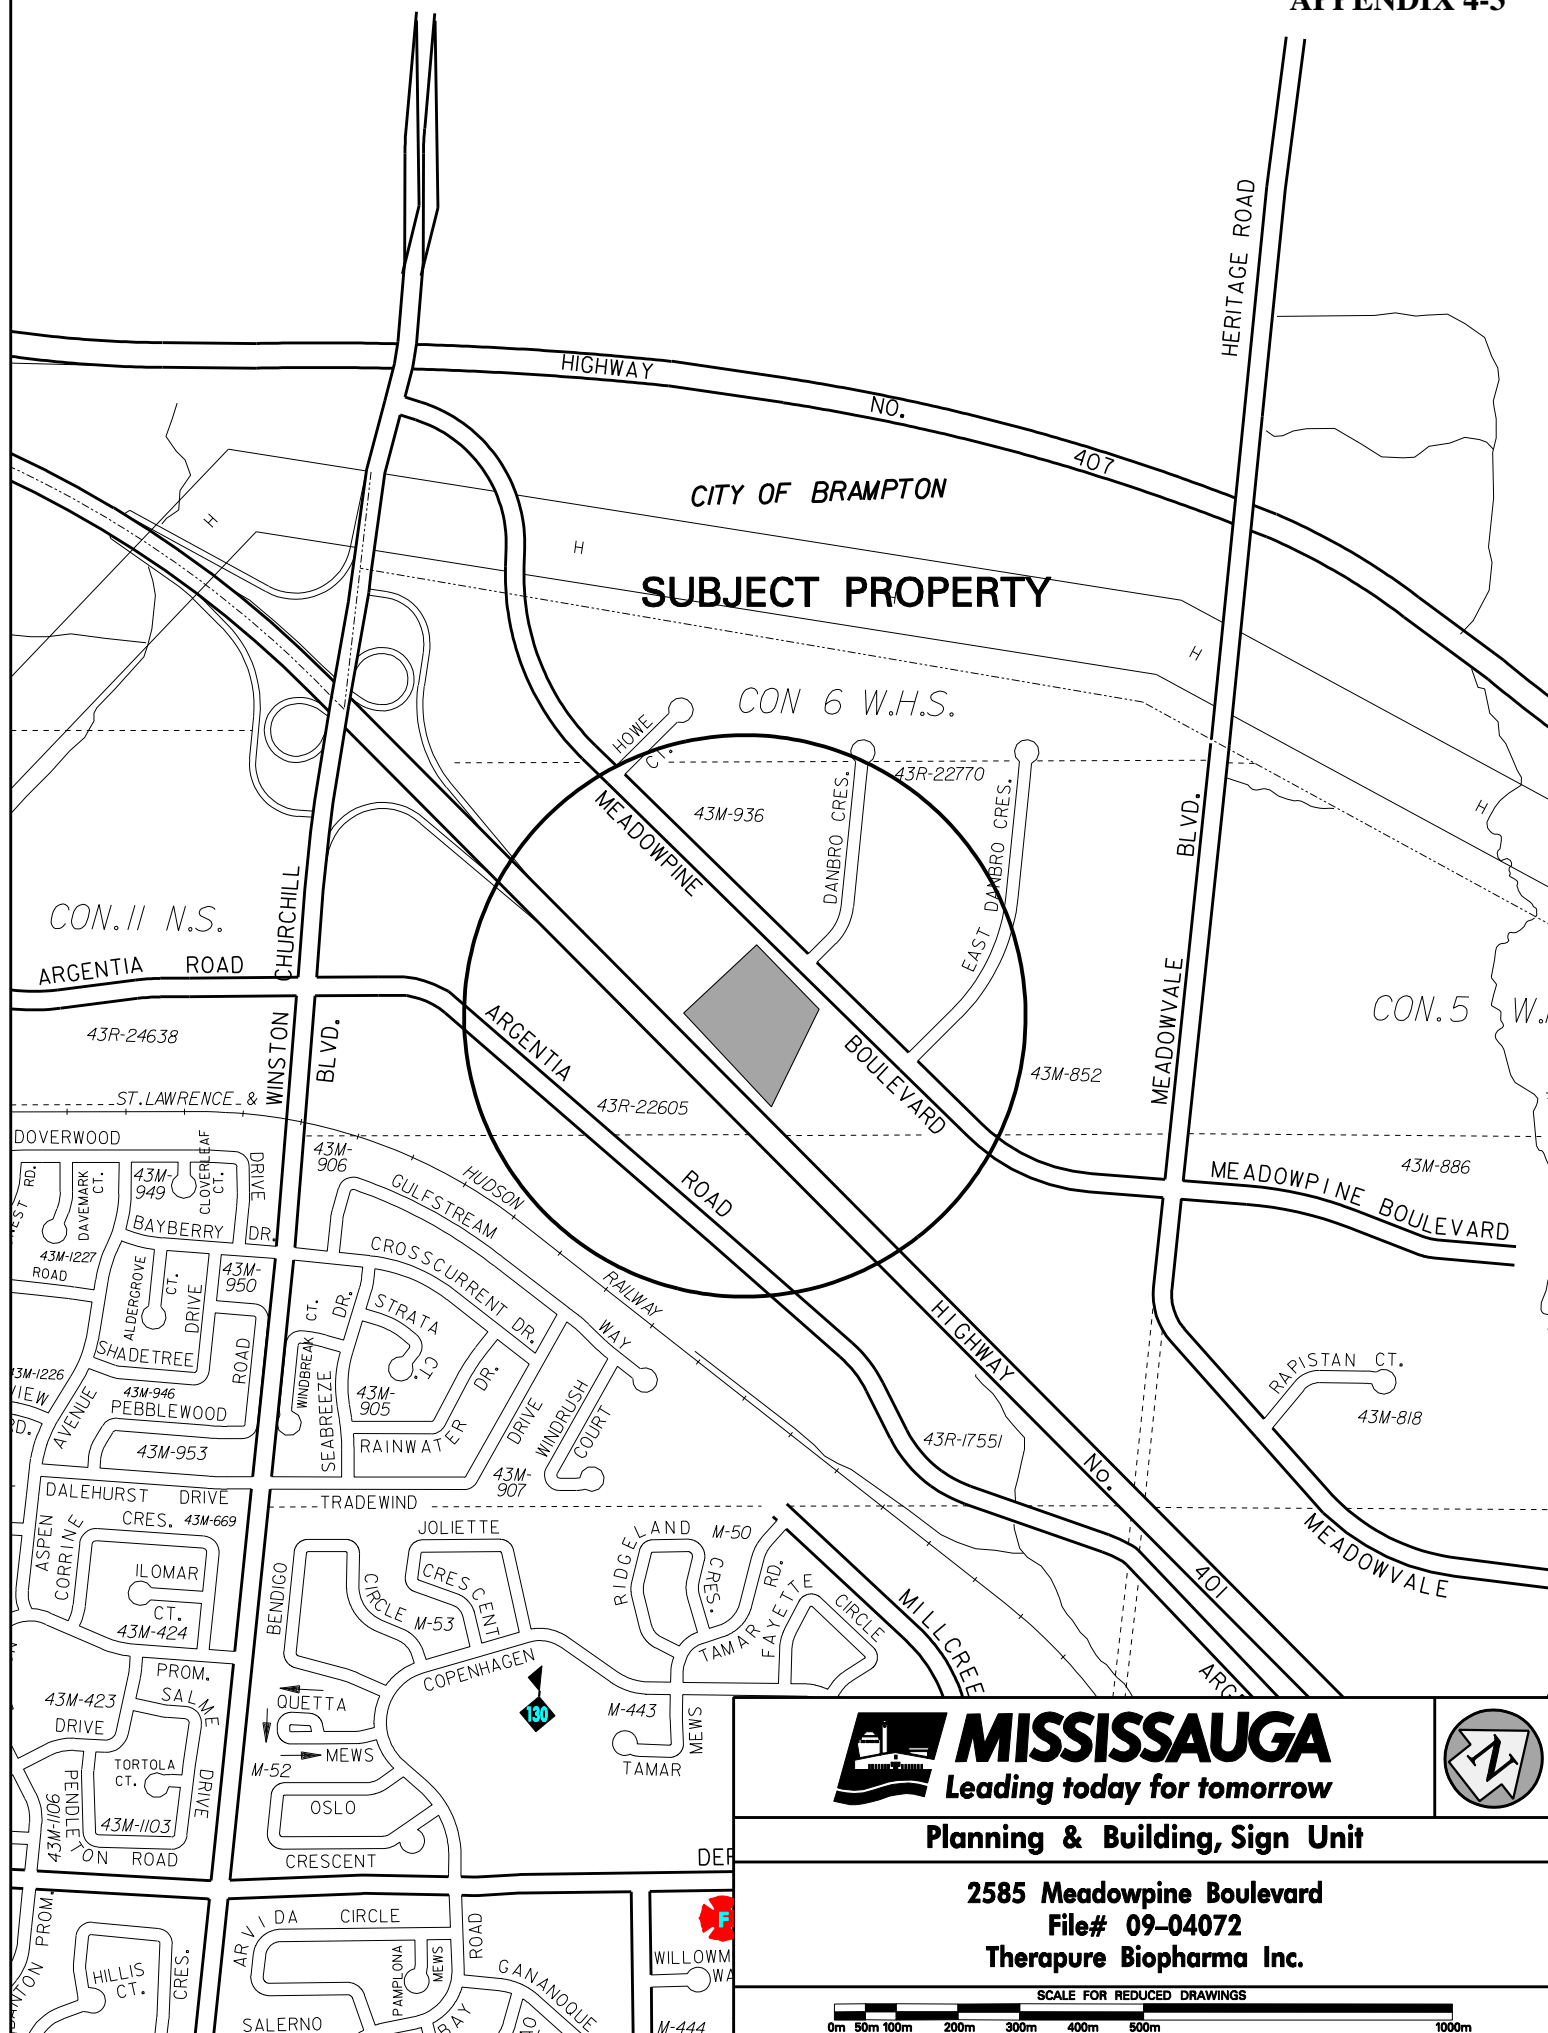 APPENDIX 4-3
HERITAGE ROAD
HIGHWAY
NO.
407
CITY OF BRAMPTON
H
H
SUBJECT PROPERTY
H
H
CON 6 W.H.S.
HOWE
CT.
43R-22770
43M-936
DANBRO CRES.
EAST DANBRO CRES.
BLVD.
H
MEADOWPINE
CON.11 N.S.
CHURCHILL
ARGENTIA ROAD
MEADOWVALE
CON.5
43R-24638
WINSTON
BLVD.
ARGENTIA
BOULEVARD
43M-852
43R-22605
ST.LAWRENCE &
DOVERWOOD
DRIVE
43M-906
HUDSON
43M-886
RD.
DAVEMARK CT.
43M-949
CLOVERLEAF CT.
GULFSTREAM
ROAD
MEADOWPINE BOULEVARD
BAYBERRY DR.
43M-1227
ROAD
ALDERGROVE CT.
DRIVE
43M-950
CROSSCURRENT DR.
RAILWAY
WAY
HIGHWAY
STRATA
CT.
DR.
WINDBREAK CT.
SHADETREE
ROAD
RAPISTAN CT.
43M-1226
VIEW
RD.
AVENUE
43M-946
PEBBLEWOOD
SEABREEZE
43M-905
DR.
43M-818
43M-953
RAINWATER
DRIVE
WINDRUSH
COURT
43R-17551
No.
43M-907
DALEHURST DRIVE
TRADEWIND
CRES. 43M-669
ASPEN
CORRINE
JOLIETTE
RIDGELAND
M-50
MEADOWVALE
ILOMAR
CT.
43M-424
BENDIGO
CIRCLE
CRESCENT
M-53
CRES.
RD.
TAMAR
FAYETTE
CIRCLE
401
MILLCREE
COPENHAGEN
PROM.
SALME
43M-423
DRIVE
QUETTA
MEWS
130
M-443
MEWS
TAMAR
M-52
TORTOLA
CT.
DRIVE
PENDLETON ROAD
43M-1106
43M-1103
OSLO
CRESCENT
MISSISSAUGA
Leading today for tomorrow
N
Planning & Building, Sign Unit
2585 Meadowpine Boulevard
File# 09-04072
Therapure Biopharma Inc.
F
PROM.
ARVIDA CIRCLE
ROAD
HILLIS
CT.
CRES.
PAMPLONA
MEWS
GANANOQUE
WILLOWM
WA
BAY
SALERNO
M-444
SCALE FOR REDUCED DRAWINGS
0m 50m 100m 200m 300m 400m 500m 1000m